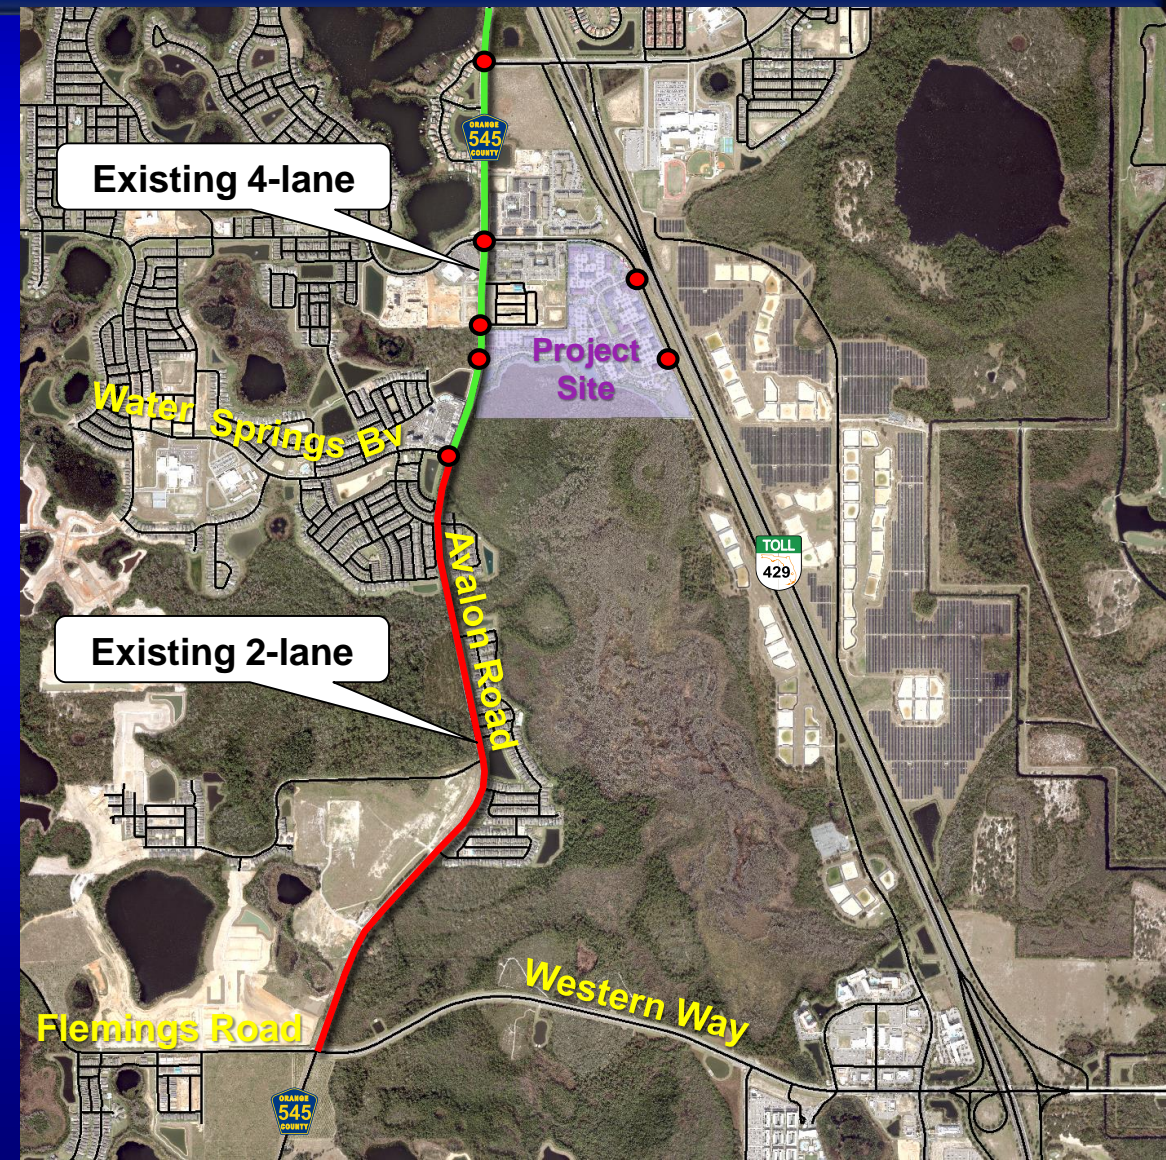 ORANGE
545
COUNTY
Existing 4-lane
Project
Site
Water Springs Bv
Avalon Road
TOLL
429
Existing 2-lane
Western Way
Flemings Road
ORANGE
545
COUNTY